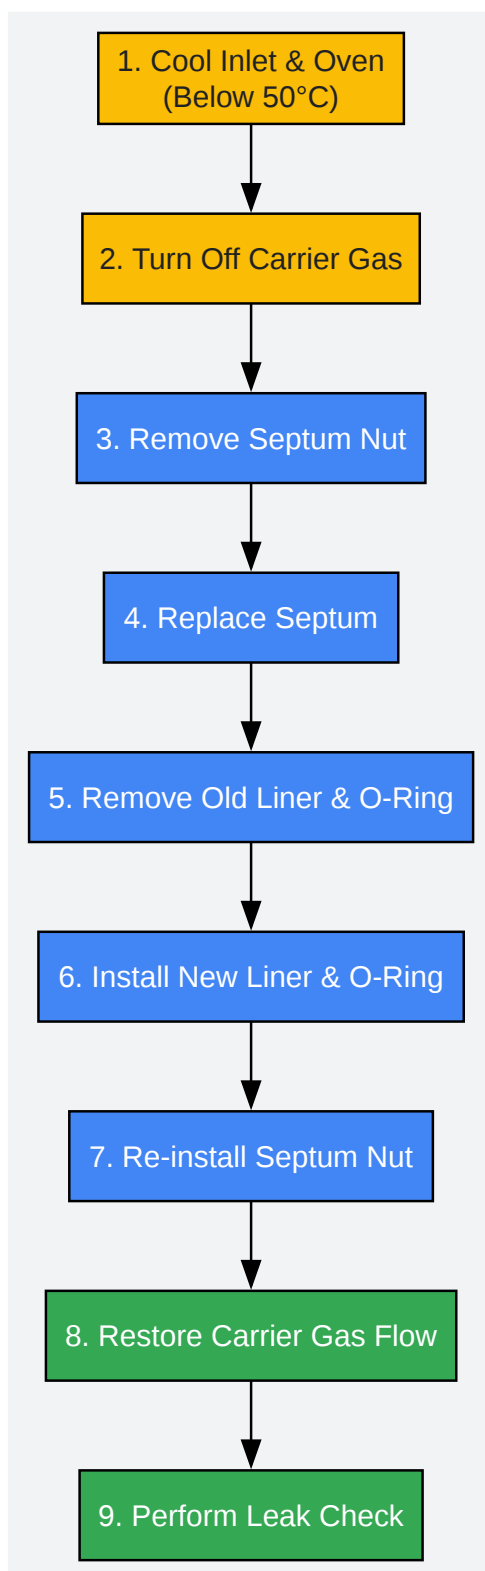 1. Cool Inlet & Oven
(Below 50°C)
2. Turn Off Carrier Gas
3. Remove Septum Nut
4. Replace Septum
5. Remove Old Liner & O-Ring
6. Install New Liner & O-Ring
7. Re-install Septum Nut
8. Restore Carrier Gas Flow
9. Perform Leak Check